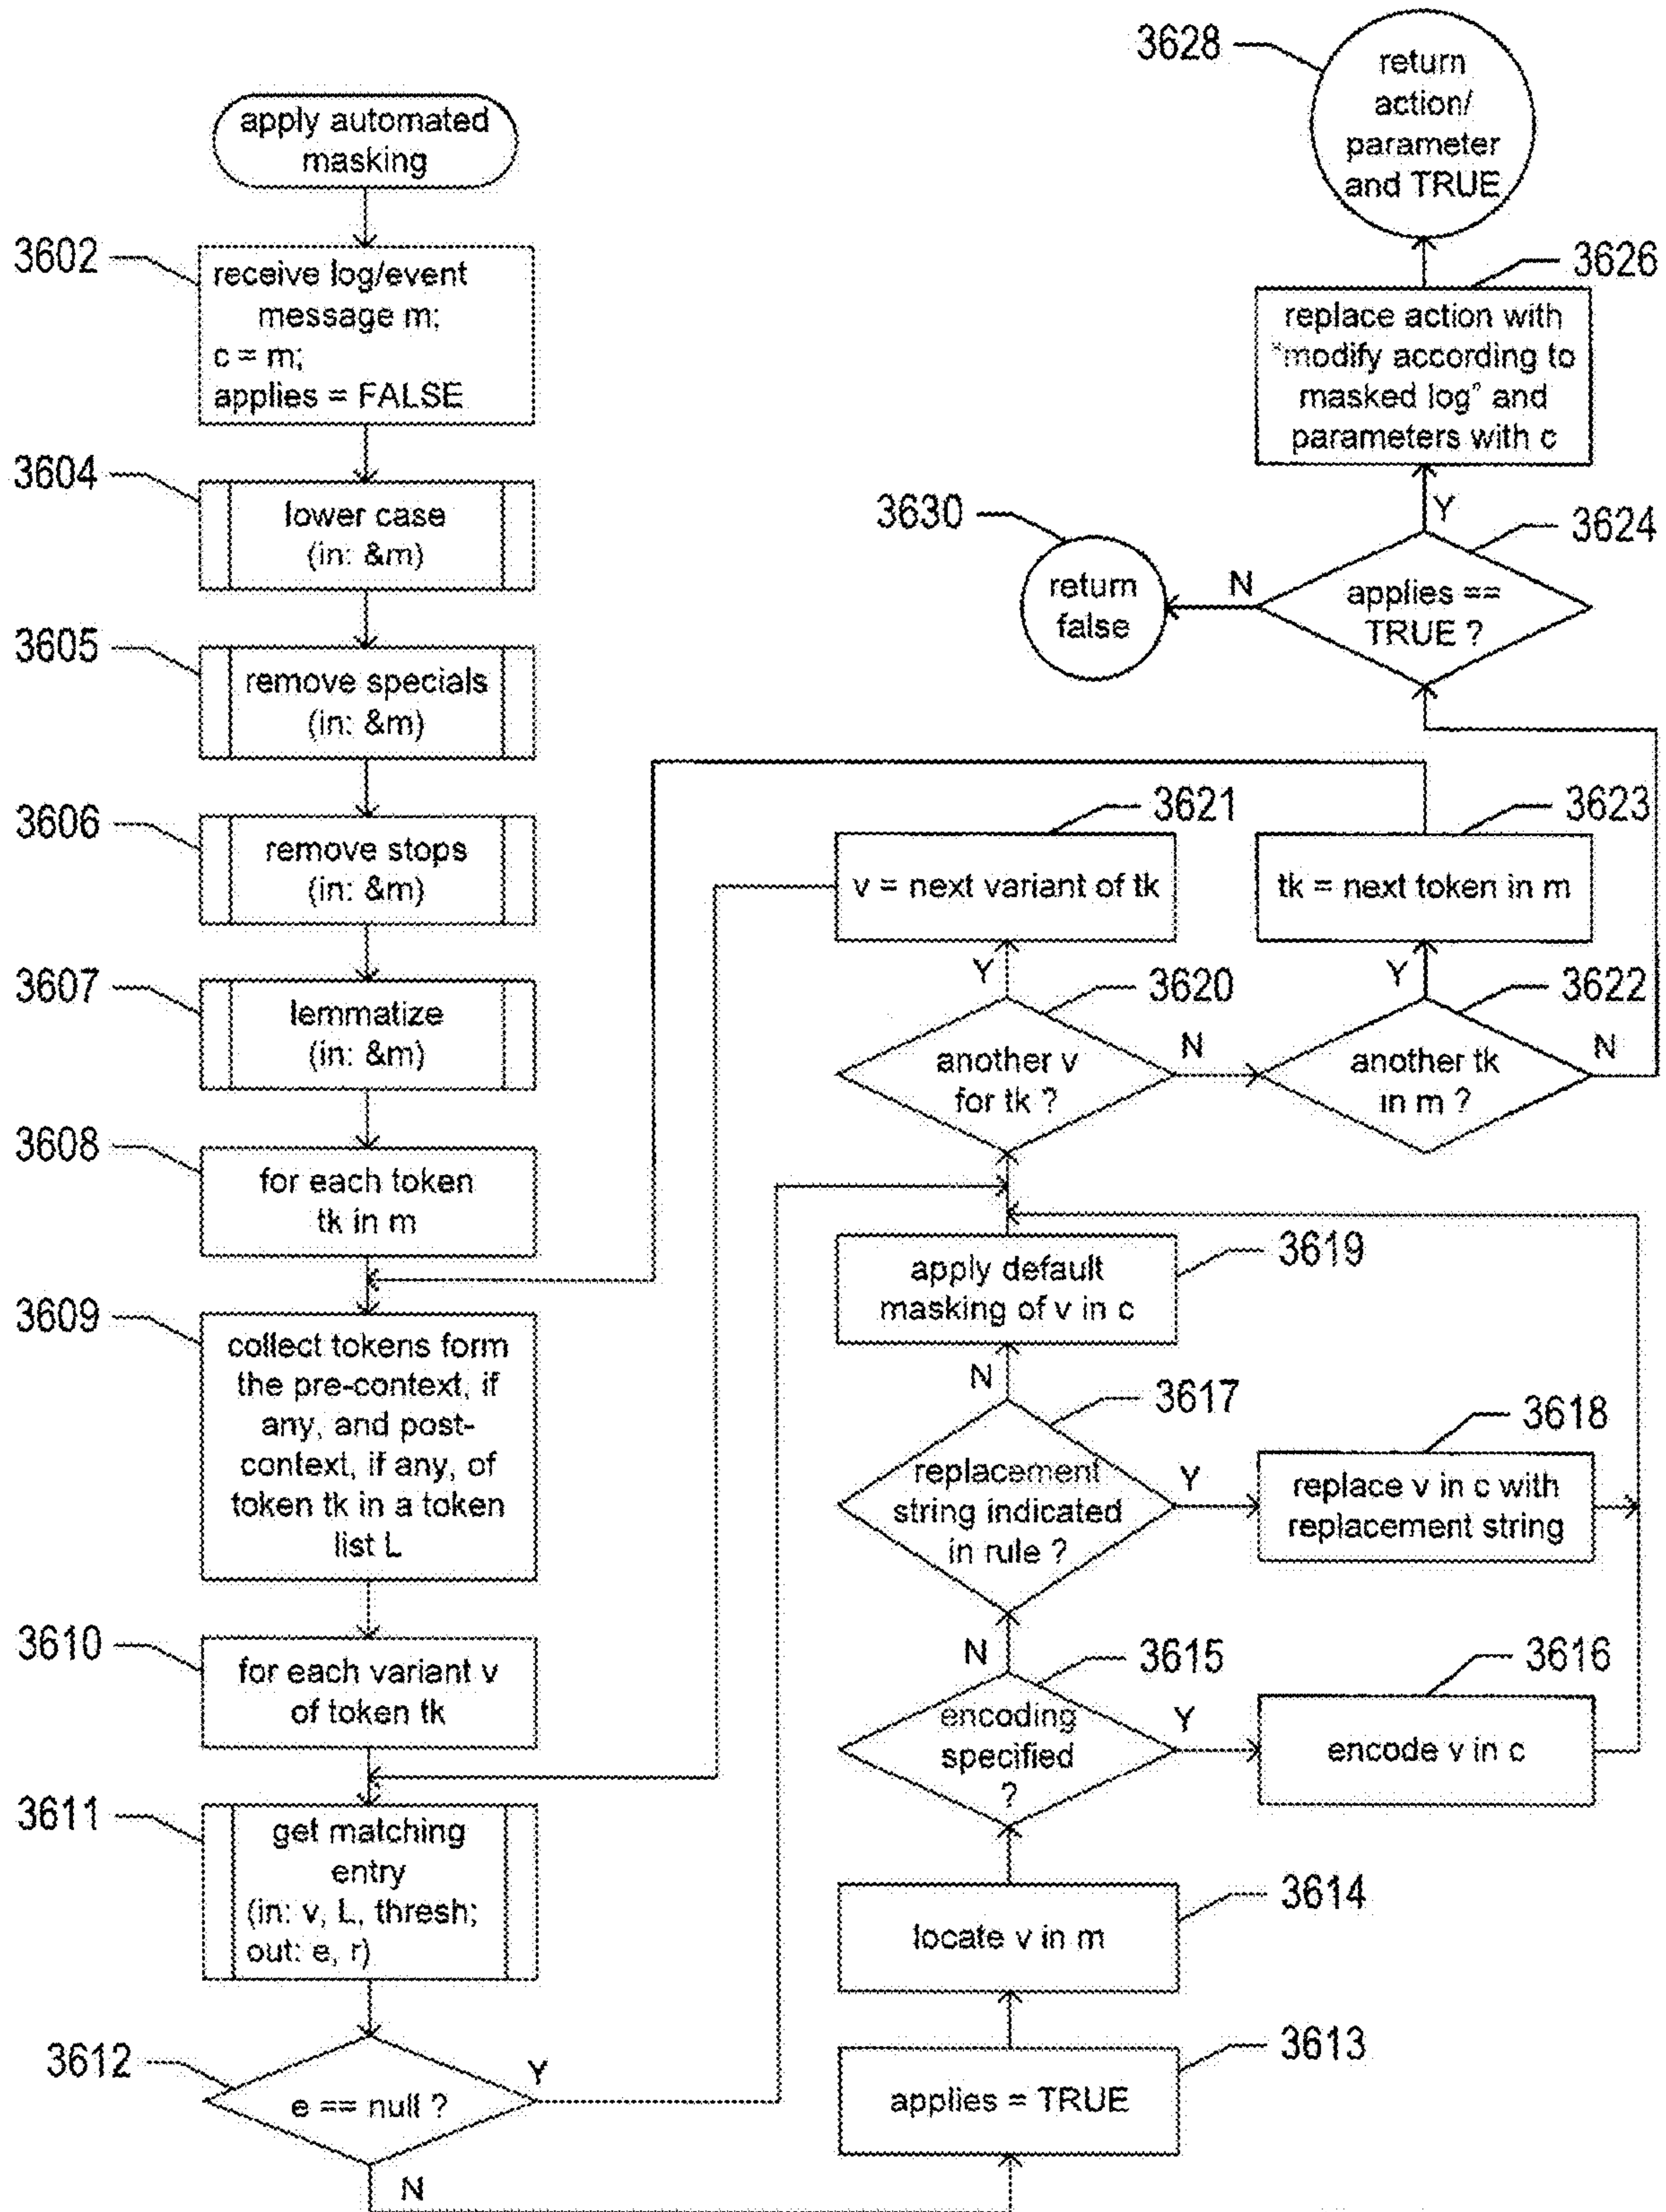 apply automated
masking
3602
receive log/event
message m;
c = m;
applies = FALSE
3604
lower case
(in: &m)
3605
remove specials
(in: &m)
3606
remove stops
(in: &m)
3607
lemmatize
(in: &m)
3608
for each token
tk in m
3609
collect tokens form
the pre-context, if
any, and post-
context, if any, of
token tk in a token
list L
3610
for each variant v
of token tk
3611
get matching
entry
(in: v, L, thresh;
out: e, r)
3612
e == null ?
Y
N
3613
applies = TRUE
3614
locate v in m
3615
encoding
specified
?
Y
N
3616
encode v in c
3617
replacement
string indicated
in rule ?
Y
N
3618
replace v in c with
replacement string
3619
apply default
masking of v in c
3620
another v
for tk ?
Y
N
3621
v = next variant of tk
3622
another tk
in m ?
Y
N
3623
tk = next token in m
3624
applies ==
TRUE ?
Y
N
3626
replace action with
"modify according to
masked log" and
parameters with c
3628
return
action/
parameter
and TRUE
3630
return
false